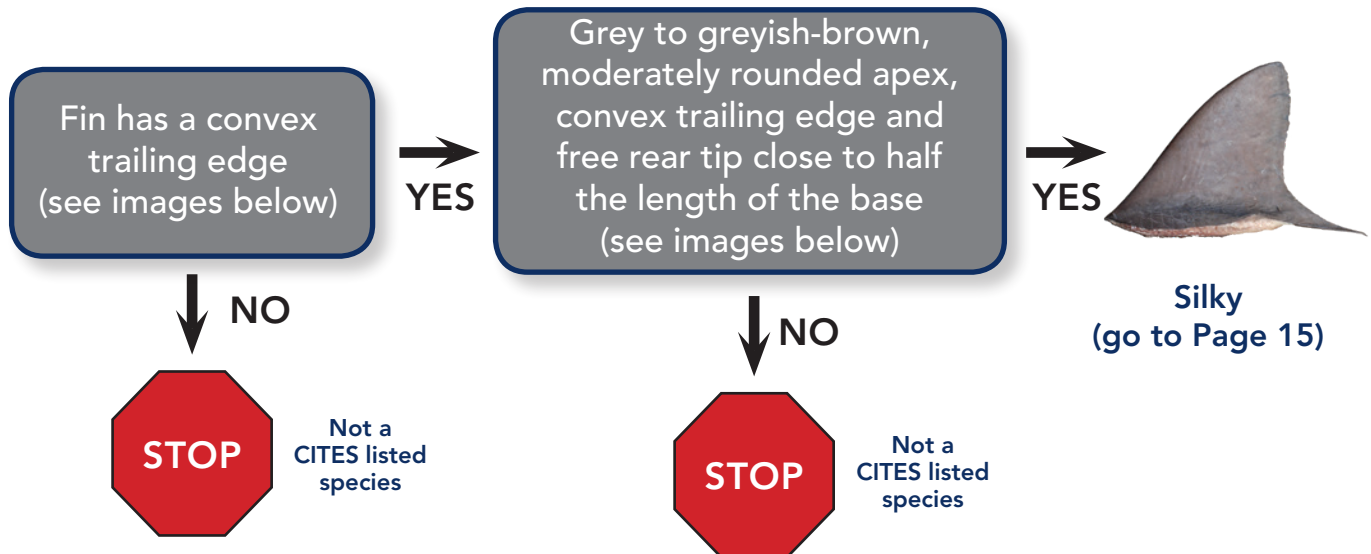 Fin has a convex
trailing edge
(see images below)
YES
Grey to greyish-brown,
moderately rounded apex,
convex trailing edge and
free rear tip close to half
the length of the base
(see images below)
YES
Silky
(go to Page 15)
NO
STOP
Not a
CITES listed
species
NO
STOP
Not a
CITES listed
species